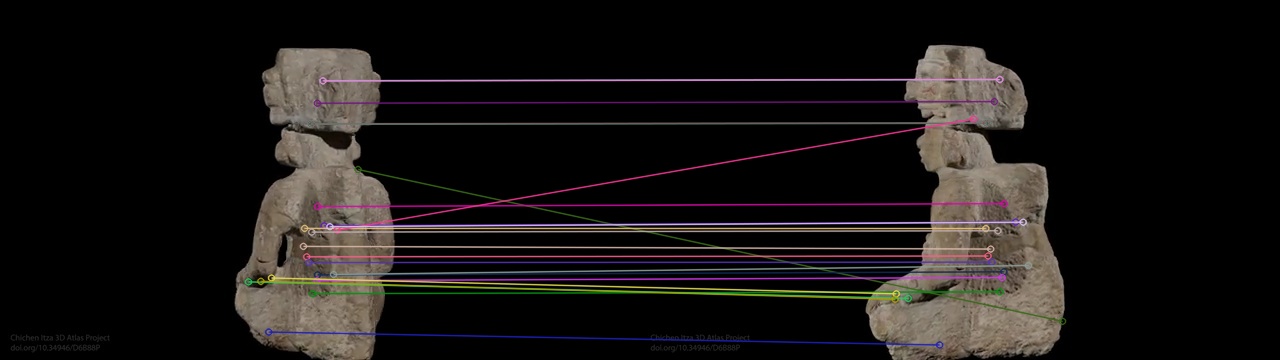 Chichen Itza 3D Atlas Project
doi.org/10.34946/D6B88P
Chichen Itza 3D Atlas Project
doi.org/10.34946/D6B88P